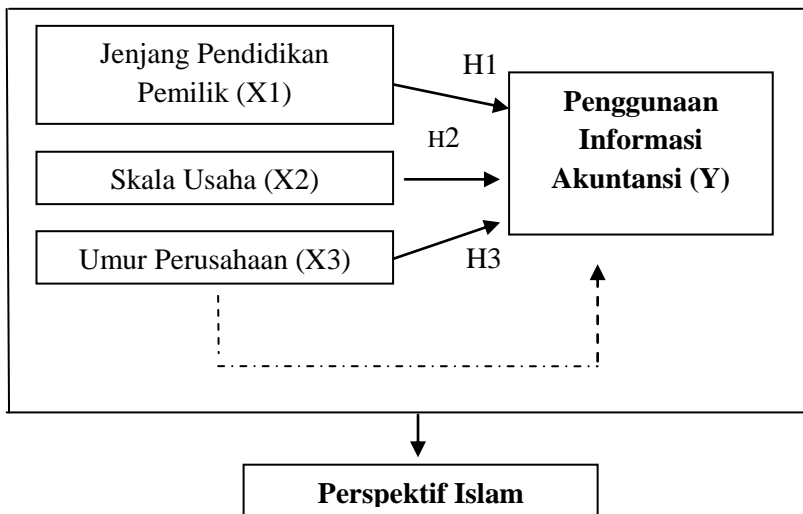 Jenjang Pendidikan
Pemilik (X1)
H1
Penggunaan
Informasi
Akuntansi (Y)
H2
Skala Usaha (X2)
Umur Perusahaan (X3)
H3
Perspektif Islam